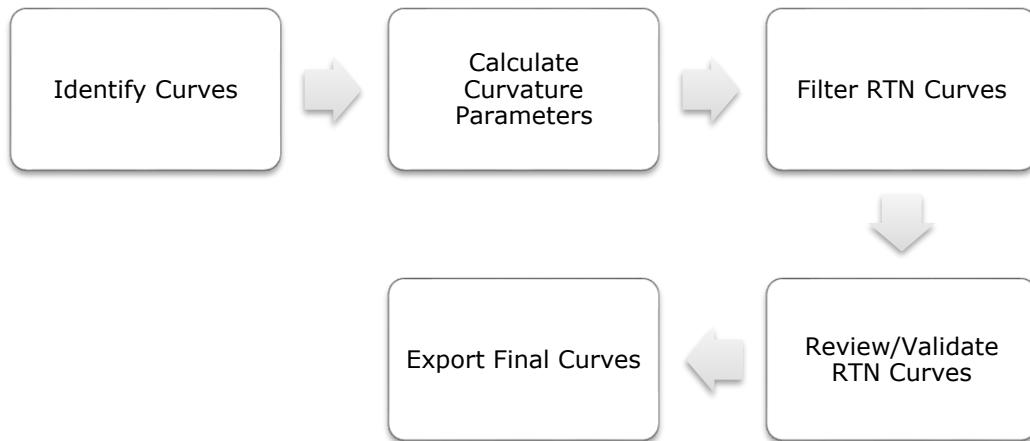 Identify Curves
Calculate
Curvature
Parameters
Filter RTN Curves
Review/Validate
RTN Curves
Export Final Curves